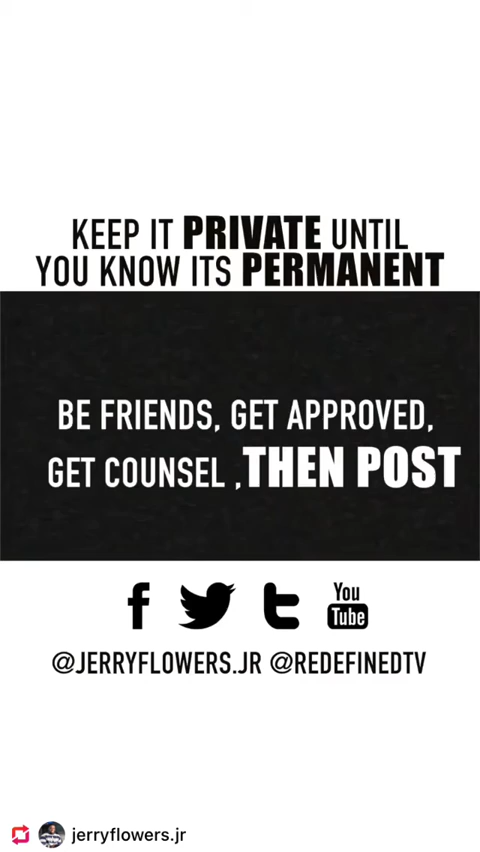 KEEP IT PRIVATE UNTIL
YOU KNOW ITS PERMANENT
BE FRIENDS, GET APPROVED,
GET COUNSEL ,THEN POST
You
Tube
@JERRYFLOWERS.JR @REDEFINEDTV
jerryflowers.jr